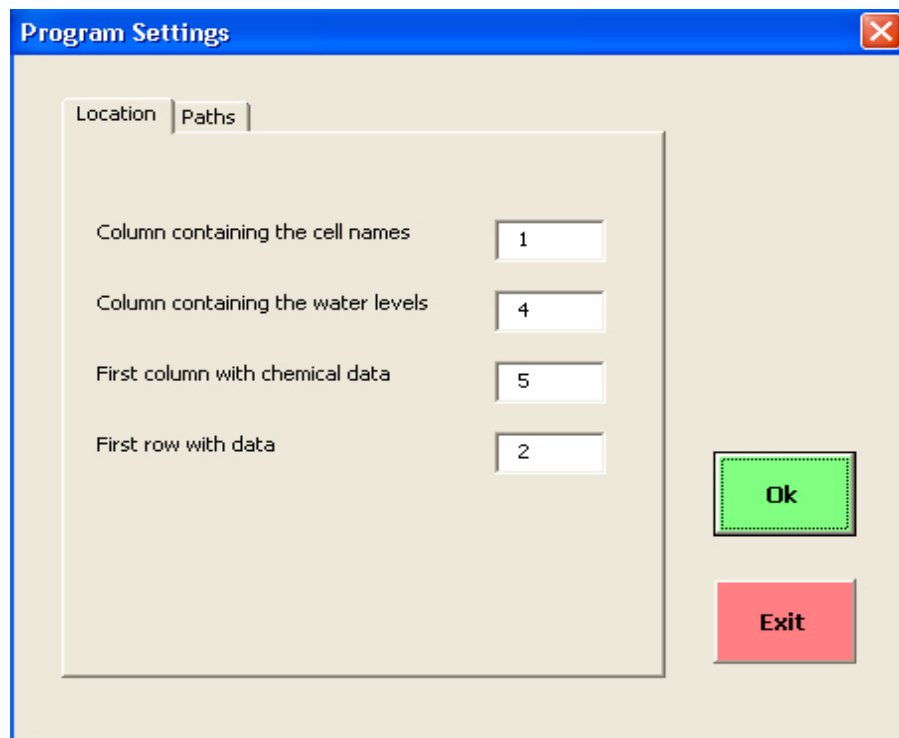 Program Settings
Location Paths
Column containing the cell names 1
Column containing the water levels 4
First column with chemical data 5
First row with data 2
Ok
Exit